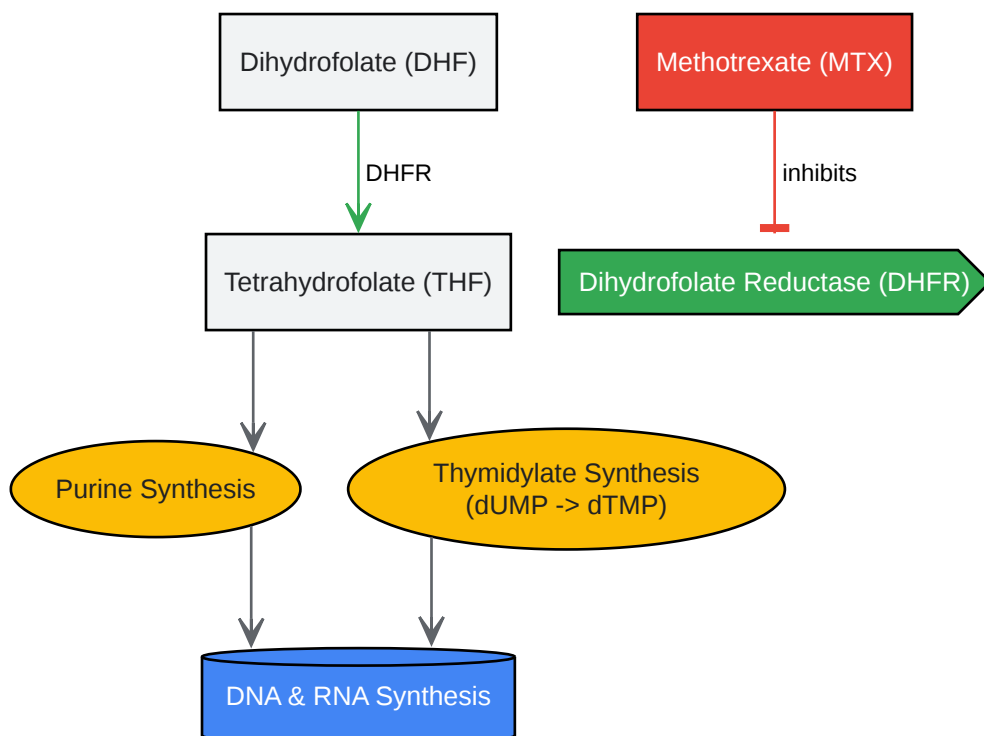 Dihydrofolate (DHF)
Methotrexate (MTX)
DHFR
inhibits
Tetrahydrofolate (THF)
Dihydrofolate Reductase (DHFR)
Purine Synthesis
Thymidylate Synthesis
(dUMP -> dTMP)
DNA & RNA Synthesis